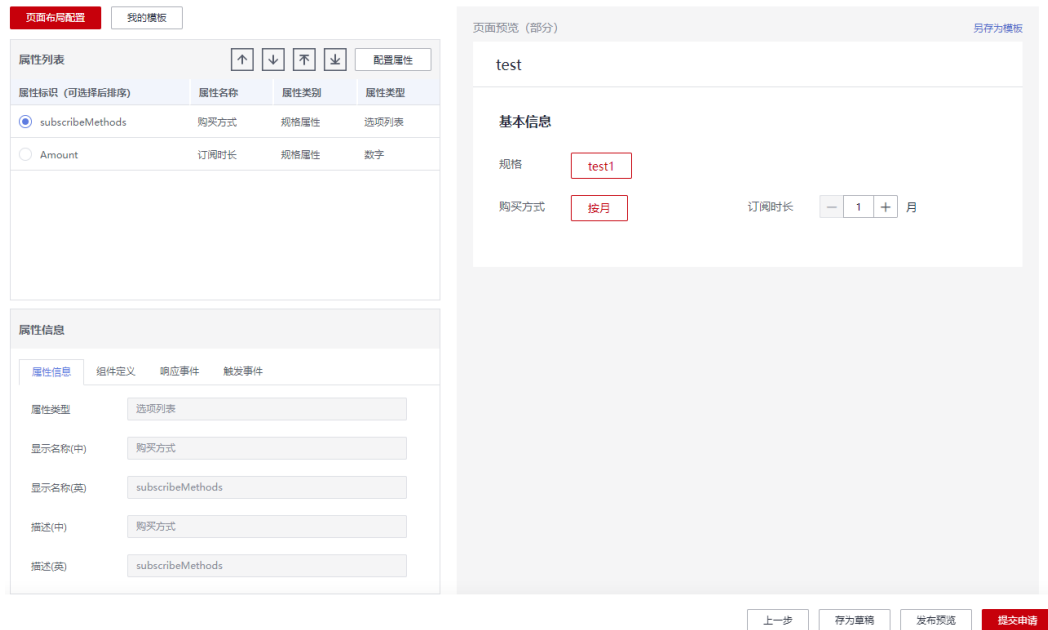 页面布局配置 我的模板
属性列表 配置属性
属性标识（可选择后排序） 属性名称 属性类别 属性类型
subscribeMethods 购买方式 规格属性 选项列表
Amount 订阅时长 规格属性 数字
属性信息
属性信息 组件定义 响应事件 触发事件
属性类型 选项列表
显示名称(中) 购买方式
显示名称(英) subscribeMethods
描述(中) 购买方式
描述(英) subscribeMethods
页面预览（部分） 另存为模板
test
基本信息
规格 test1
购买方式 按月 订阅时长 — 1 + 月
上一步 存为草稿 发布预览 提交申请